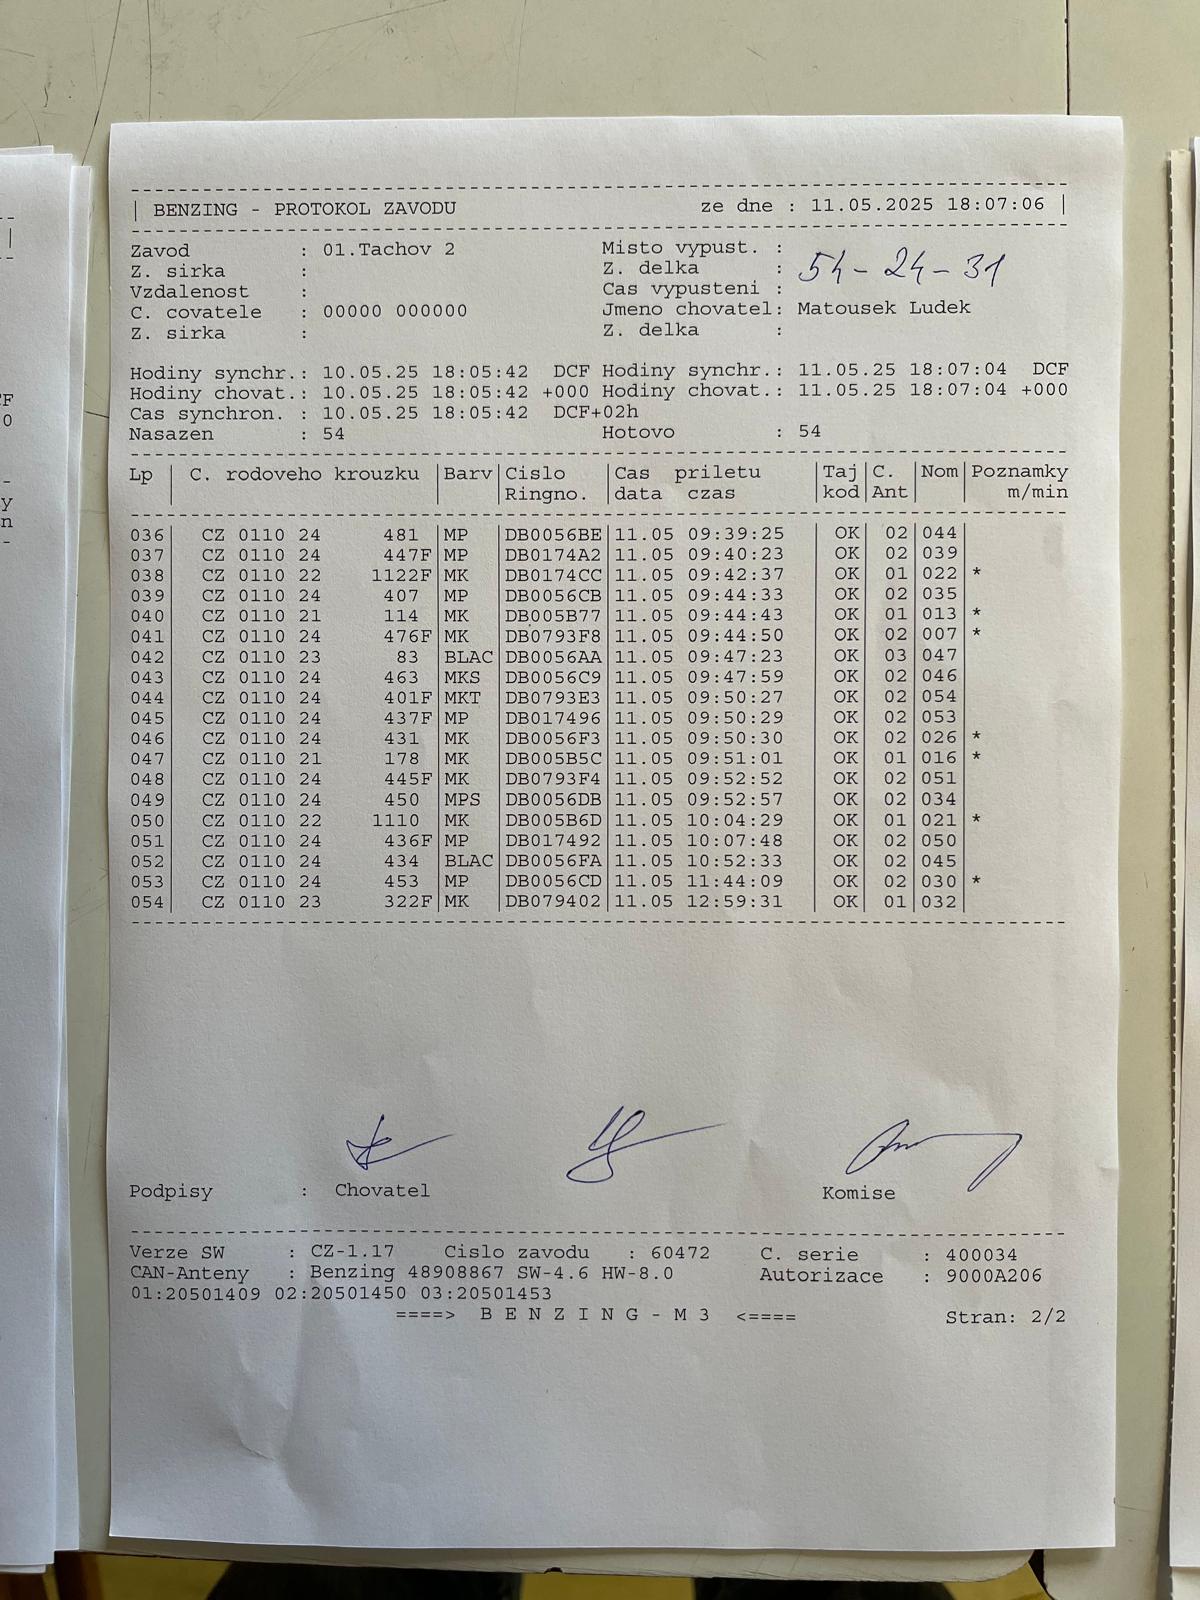 | BENZING - PROTOKOL ZAVODU ze dne : 11.05.2025 18:07:06 |
Zavod : 01.Tachov 2 Misto vypust. :
Z. sirka : Z. delka : 54-24-31
Vzdalenost : Cas vypusteni :
C. covatele : 00000 000000 Jmeno chovatel: Matousek Ludek
Z. sirka : Z. delka :
Hodiny synchr.: 10.05.25 18:05:42 DCF Hodiny synchr.: 11.05.25 18:07:04 DCF
Hodiny chovat.: 10.05.25 18:05:42 +000 Hodiny chovat.: 11.05.25 18:07:04 +000
Cas synchron. : 10.05.25 18:05:42 DCF+02h
Nasazen : 54 Hotovo : 54
Lp | C. rodoveho krouzku |Barv|Cislo |Cas priletu |Taj|C. |Nom|Poznamky
Ringno. |data czas |kod|Ant| | m/min
036| CZ 0110 24 481 |MP |DB0056BE|11.05 09:39:25 | OK| 02|044|
037| CZ 0110 24 447F|MP |DB0174A2|11.05 09:40:23 | OK| 02|039|
038| CZ 0110 22 1122F|MK |DB0174CC|11.05 09:42:37 | OK| 01|022|*
039| CZ 0110 24 407 |MP |DB0056CB|11.05 09:44:33 | OK| 02|035|
040| CZ 0110 21 114 |MK |DB005B77|11.05 09:44:43 | OK| 01|013|*
041| CZ 0110 24 476F|MK |DB0793F8|11.05 09:44:50 | OK| 02|007|*
042| CZ 0110 23 83 |BLAC|DB0056AA|11.05 09:47:23 | OK| 03|047|
043| CZ 0110 24 463 |MKS |DB0056C9|11.05 09:47:59 | OK| 02|046|
044| CZ 0110 24 401F|MKT |DB0793E3|11.05 09:50:27 | OK| 02|054|
045| CZ 0110 24 437F|MP |DB017496|11.05 09:50:29 | OK| 02|053|
046| CZ 0110 24 431 |MK |DB0056F3|11.05 09:50:30 | OK| 02|026|*
047| CZ 0110 21 178 |MK |DB005B5C|11.05 09:51:01 | OK| 01|016|*
048| CZ 0110 24 445F|MK |DB0793F4|11.05 09:52:52 | OK| 02|051|
049| CZ 0110 24 450 |MPS |DB0056DB|11.05 09:52:57 | OK| 02|034|
050| CZ 0110 22 1110 |MK |DB005B6D|11.05 10:04:29 | OK| 01|021|*
051| CZ 0110 24 436F|MP |DB017492|11.05 10:07:48 | OK| 02|050|
052| CZ 0110 24 434 |BLAC|DB0056FA|11.05 10:52:33 | OK| 02|045|
053| CZ 0110 24 453 |MP |DB0056CD|11.05 11:44:09 | OK| 02|030|*
054| CZ 0110 23 322F|MK |DB079402|11.05 12:59:31 | OK| 01|032|
Podpisy : Chovatel Komise
Verze SW : CZ-1.17 Cislo zavodu : 60472 C. serie : 400034
CAN-Anteny : Benzing 48908867 SW-4.6 HW-8.0 Autorizace : 9000A206
01:20501409 02:20501450 03:20501453
====> B E N Z I N G - M 3 <==== Stran: 2/2